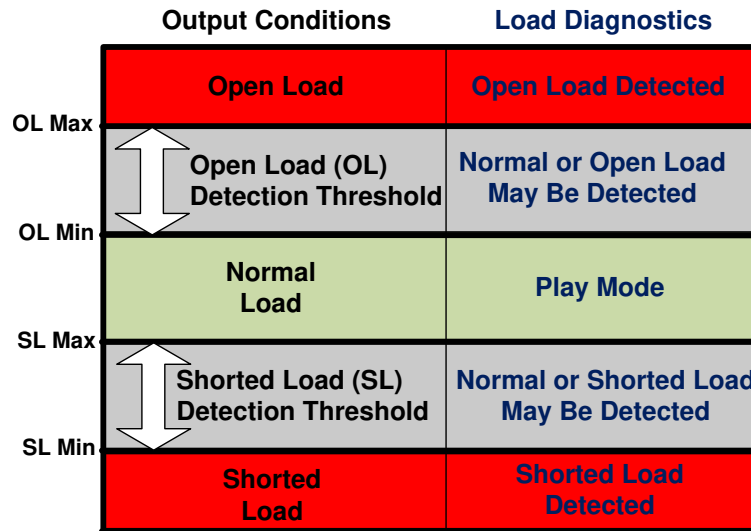 Output Conditions
Load Diagnostics
Open Load
Open Load Detected
OL Max
Open Load (OL)
Detection Threshold
Normal or Open Load
May Be Detected
OL Min
Normal
Load
Play Mode
SL Max
Shorted Load (SL)
Detection Threshold
Normal or Shorted Load
May Be Detected
SL Min
Shorted
Load
Shorted Load
Detected